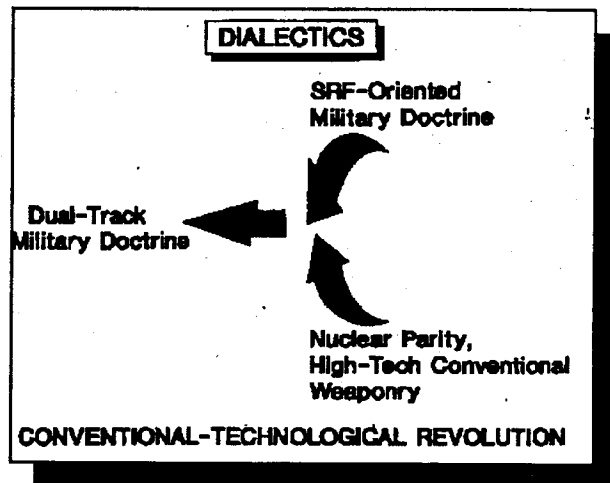 DIALECTICS
SRF-Oriented
Military Doctrine
Dual-Track
Military Doctrine
Nuclear Parity,
High-Tech Conventional
Weaponry
CONVENTIONAL-TECHNOLOGICAL REVOLUTION